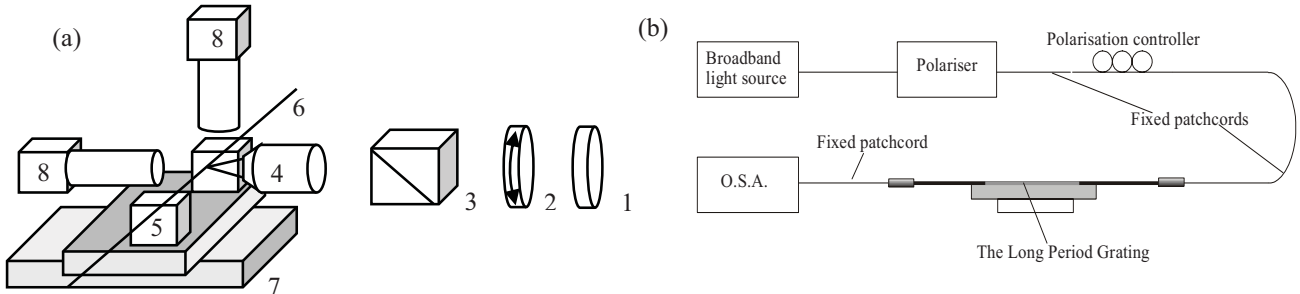 (a)
8
6
8
4
5
3
2
1
7
(b)
Polarisation controller
Broadband
light source
Polariser
Fixed patchcords
Fixed patchcord
O.S.A.
The Long Period Grating